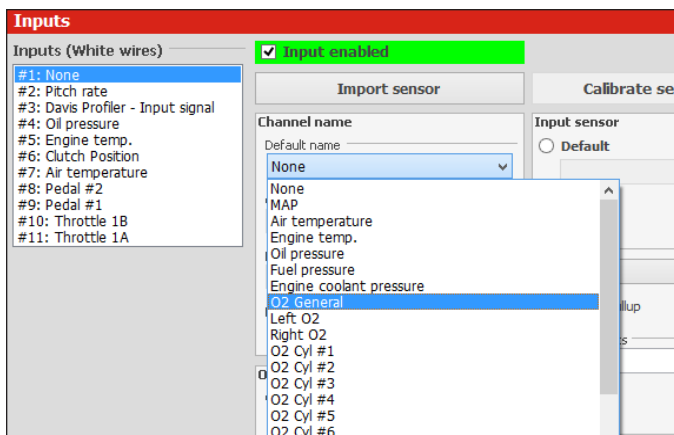 Inputs
Inputs (White wires)
#1: None
#2: Pitch rate
#3: Davis Profiler - Input signal
#4: Oil pressure
#5: Engine temp.
#6: Clutch Position
#7: Air temperature
#8: Pedal #2
#9: Pedal #1
#10: Throttle 1B
#11: Throttle 1A
Input enabled
Import sensor
Channel name
Default name
None
None
MAP
Air temperature
Engine temp.
Oil pressure
Fuel pressure
Engine coolant pressure
O2 General
Left O2
Right O2
O2 Cyl #1
O2 Cyl #2
O2 Cyl #3
O2 Cyl #4
O2 Cyl #5
O2 Cyl #6
Calibrate se
Input sensor
Default
llup